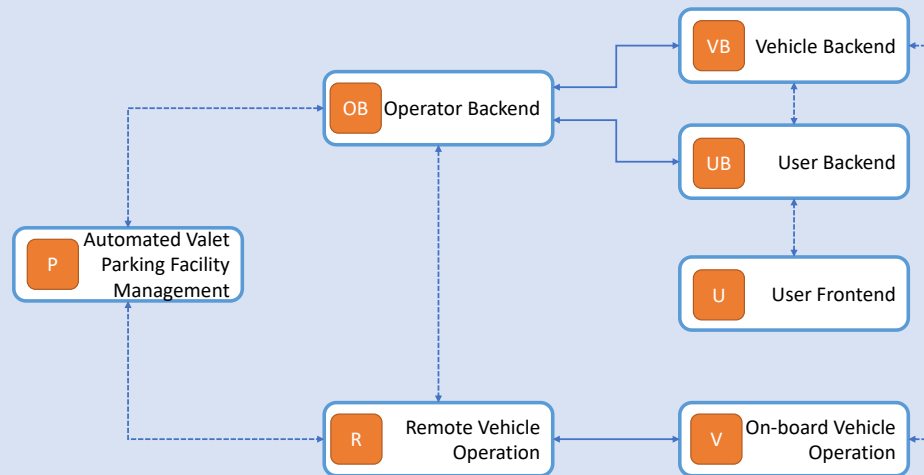 VB Vehicle Backend
OB Operator Backend
UB User Backend
P Automated Valet
Parking Facility
Management
U User Frontend
R Remote Vehicle
Operation
V On-board Vehicle
Operation